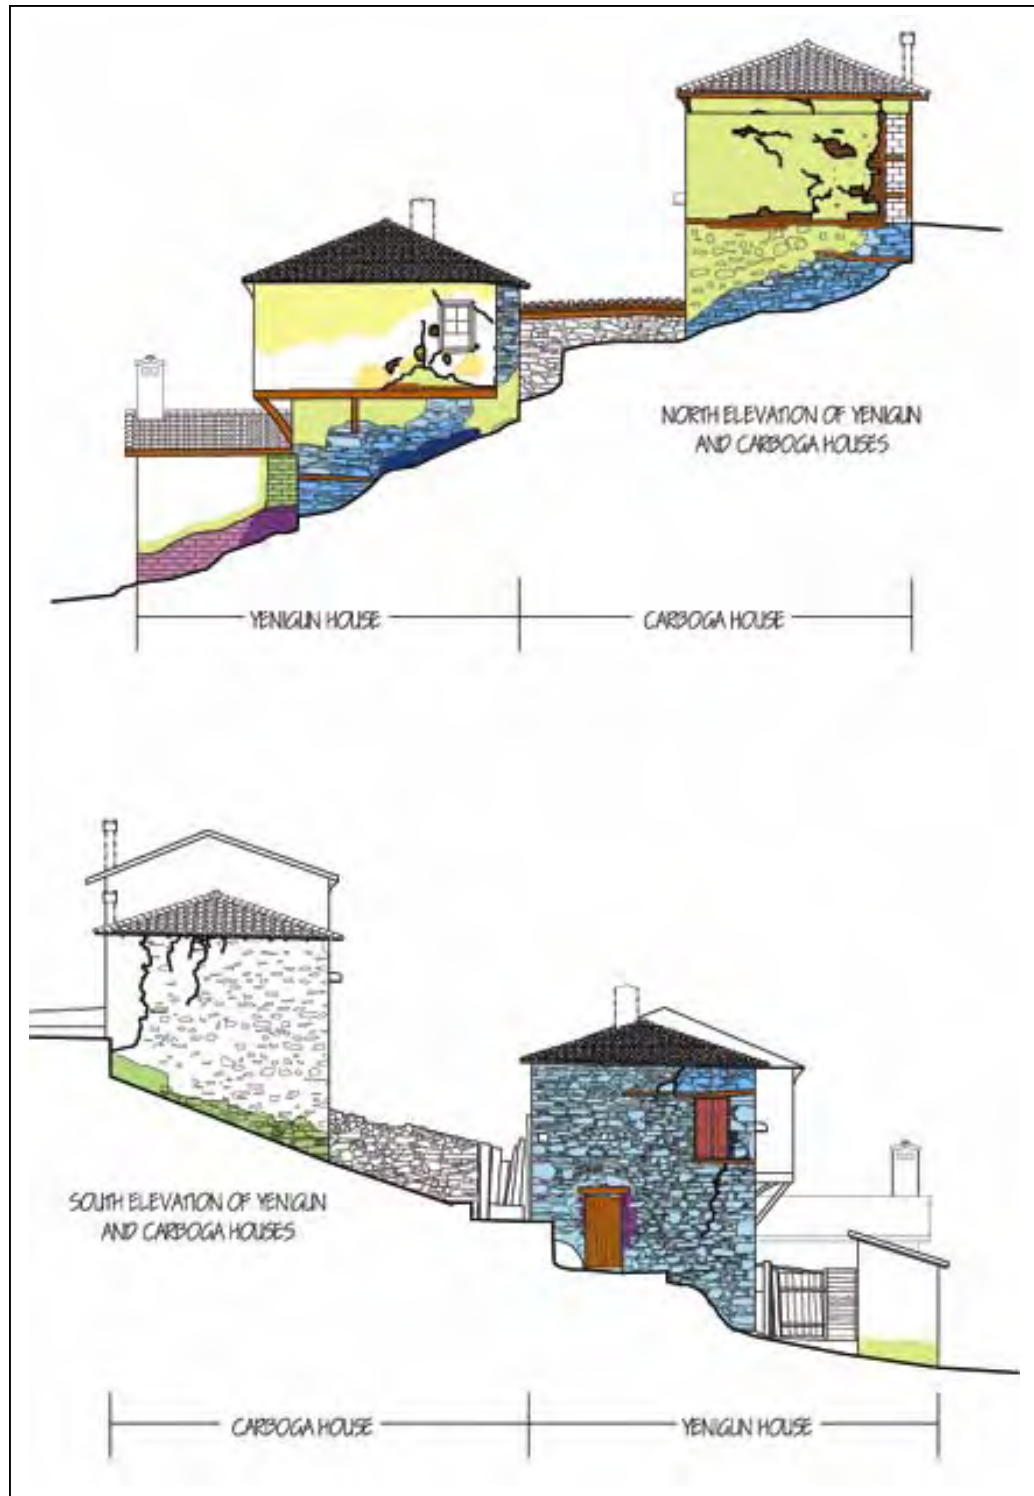 NORTH ELEVATION OF YENIGUN
AND CARBOGA HOUSES
YENIGUN HOUSE
CARBOGA HOUSE
SOUTH ELEVATION OF YENIGUN
AND CARBOGA HOUSES
CARBOGA HOUSE
YENIGUN HOUSE